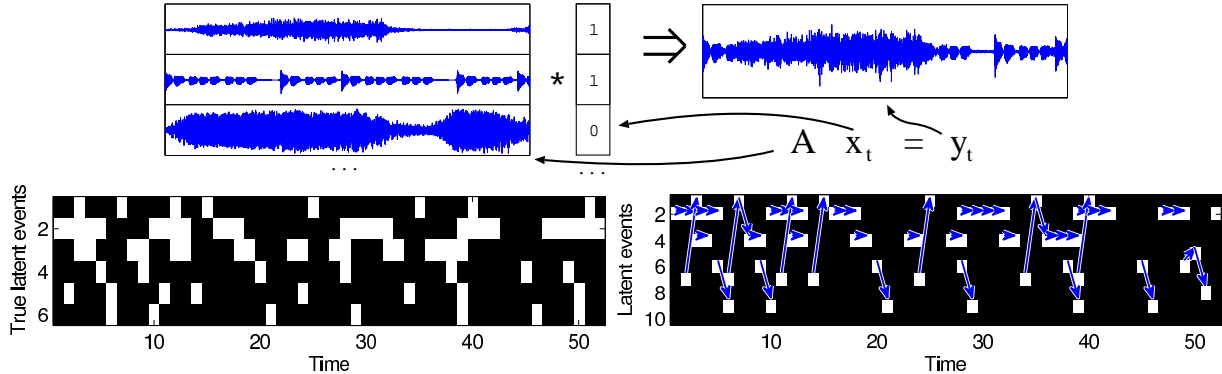 1
1
*
0
⇒
A x_t = y_t
. . .
. . .
True latent events
2
4
6
10 20 30 40 50
Time
Latent events
2
4
6
8
10
10 20 30 40 50
Time